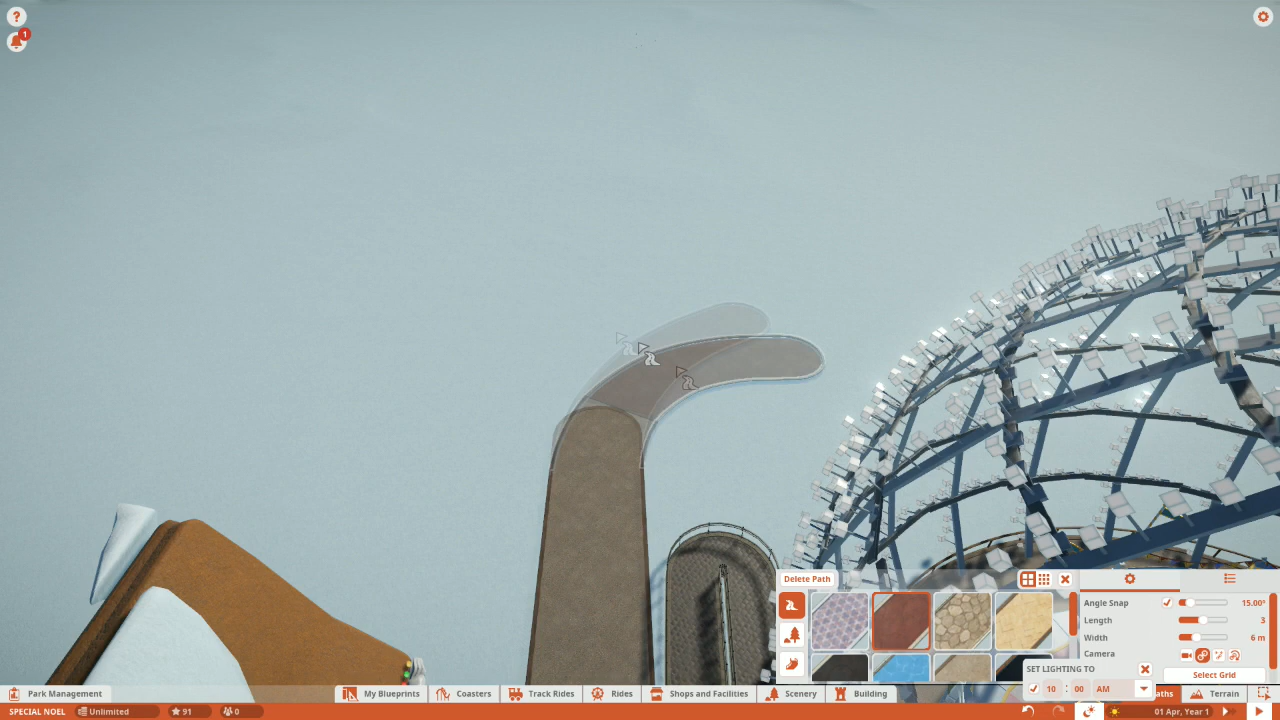 ?
1
Delete Path
Angle Snap 15.00°
Length 3
Width 6 m
Camera
Select Grid
SET LIGHTING TO
10 : 00 AM
Park Management
My Blueprints
Coasters
Track Rides
Rides
Shops and Facilities
Scenery
Building
Terrain
SPECIAL NOEL
Unlimited
91
0
01 Apr, Year 1